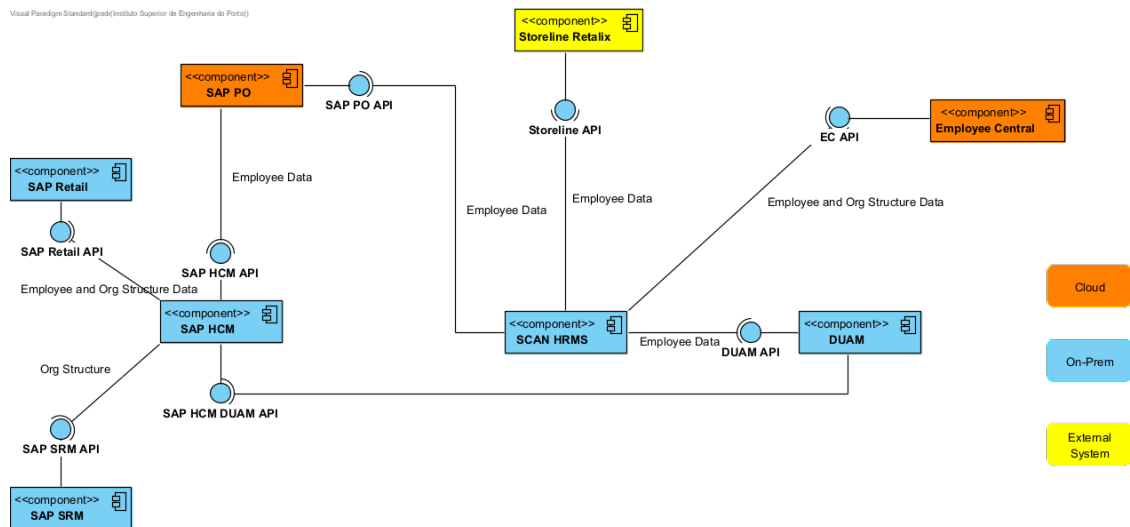 Visual Paradigm Standard(jpedr(Instituto Superior de Engenharia do Porto))
<<component>>
Storeline Retalix
<<component>>
SAP PO
SAP PO API
Storeline API
<<component>>
Employee Central
EC API
<<component>>
SAP Retail
Employee Data
Employee Data
Employee Data
Employee and Org Structure Data
SAP Retail API
SAP HCM API
Employee and Org Structure Data
Cloud
<<component>>
SAP HCM
<<component>>
SCAN HRMS
Employee Data
DUAM API
<<component>>
DUAM
On-Prem
Org Structure
SAP HCM DUAM API
SAP SRM API
External
System
<<component>>
SAP SRM